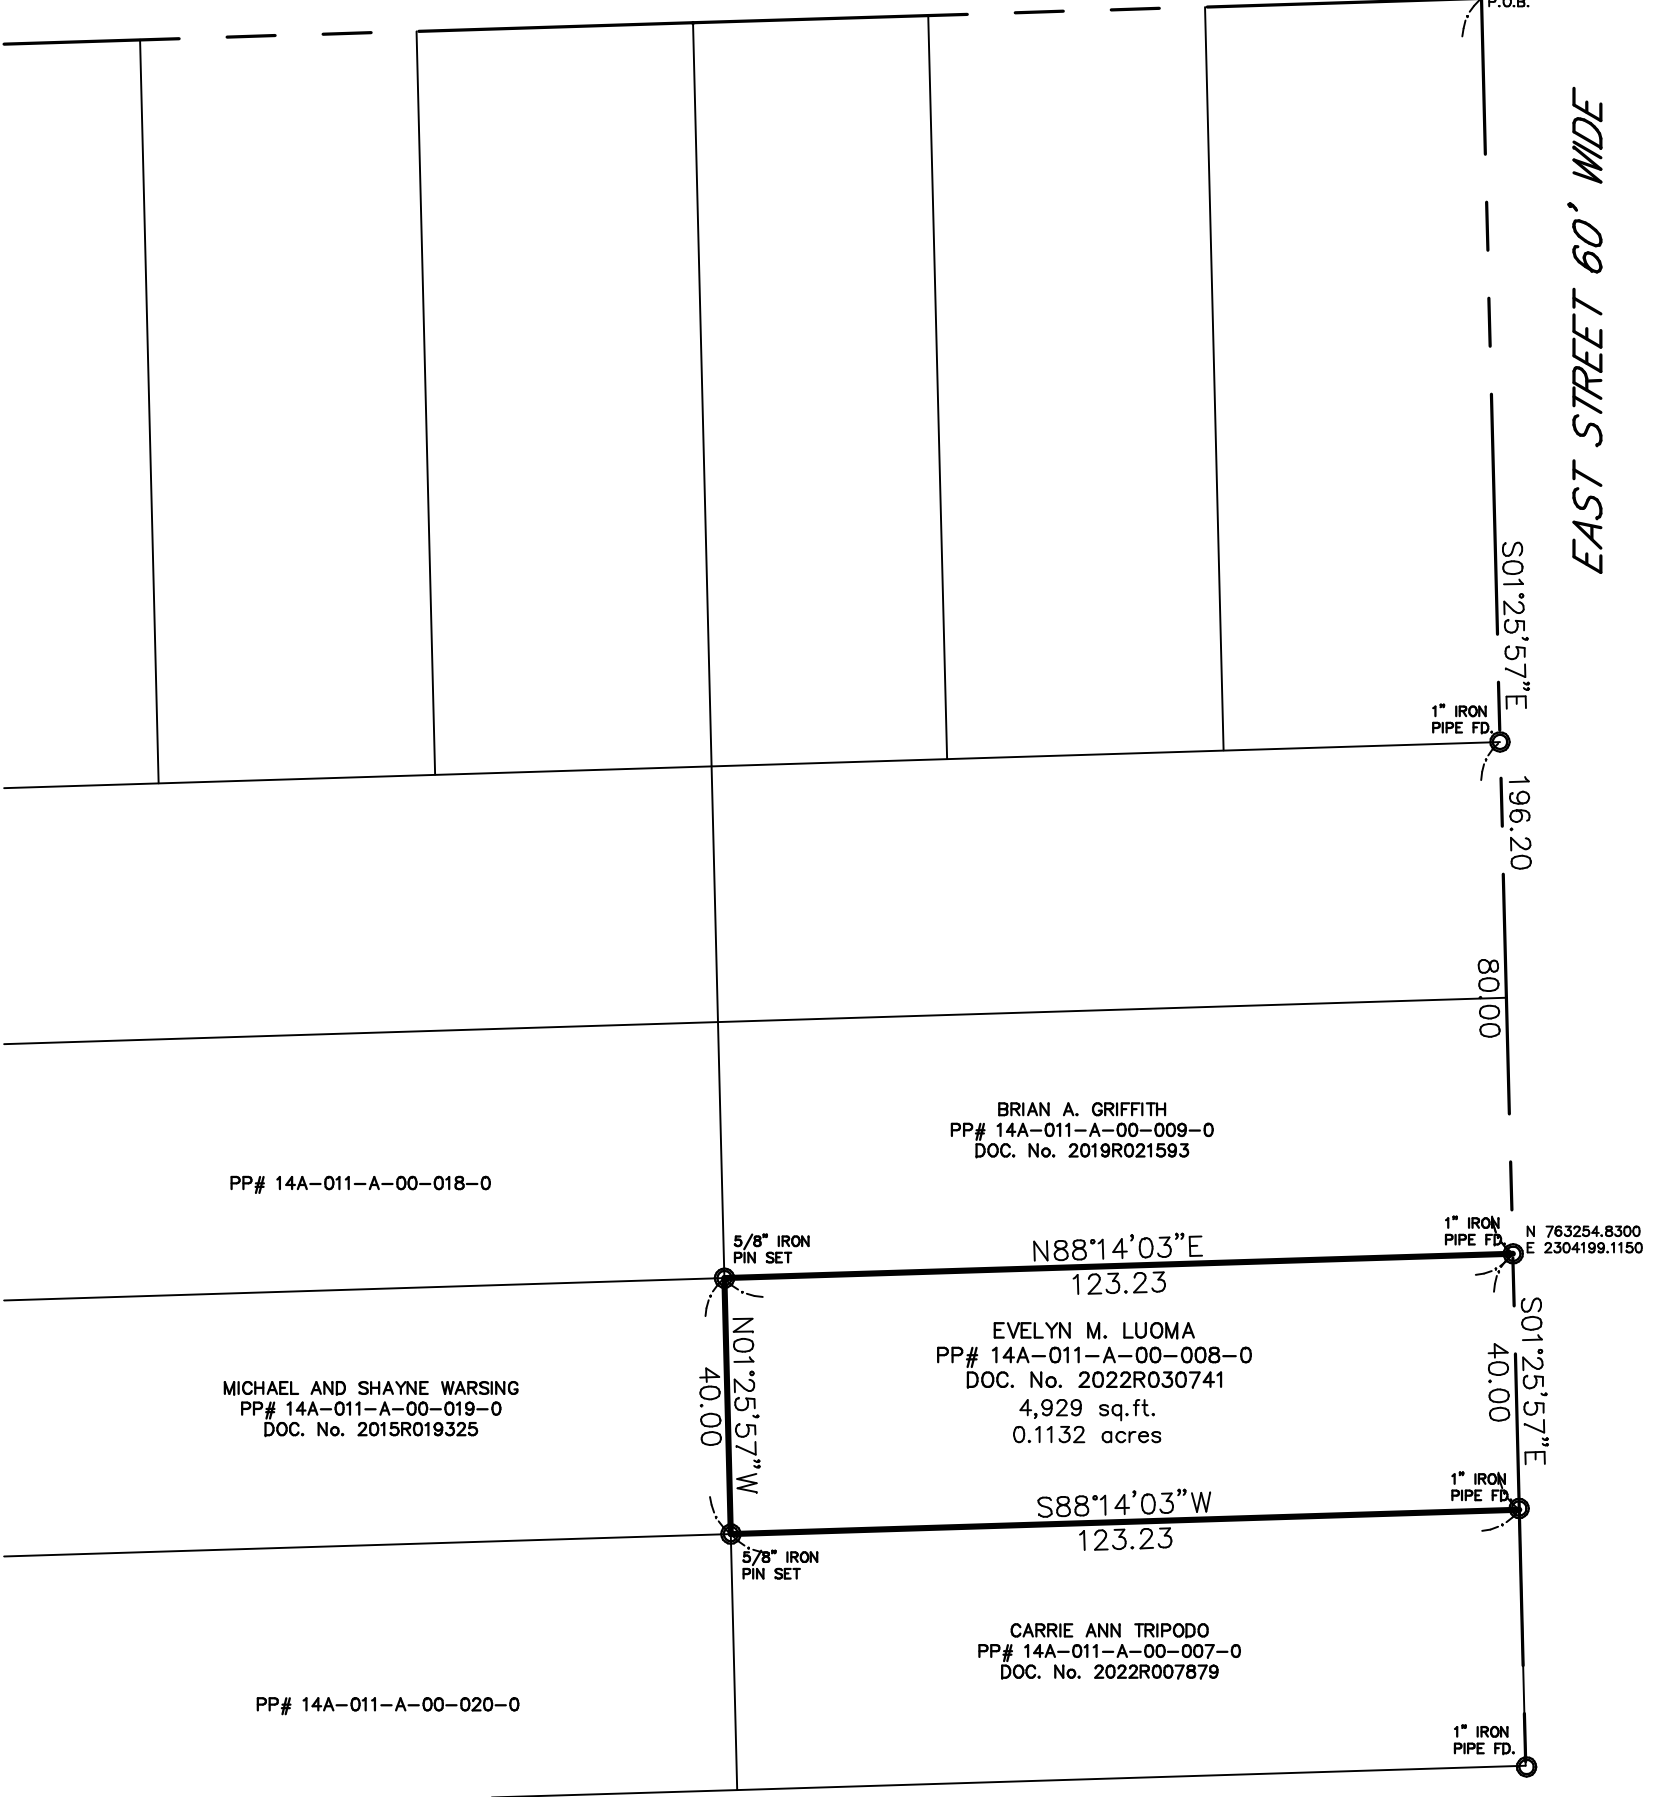 P.O.B.
EAST STREET 60' WIDE
S01°25'57"E
1" IRON
PIPE FD.
196.20
80.00
BRIAN A. GRIFFITH
PP# 14A-011-A-00-009-0
DOC. No. 2019R021593
PP# 14A-011-A-00-018-0
5/8" IRON
PIN SET
N88°14'03"E
123.23
1" IRON
PIPE FD.
N 763254.8300
E 2304199.1150
N01°25'57"W
40.00
EVELYN M. LUOMA
PP# 14A-011-A-00-008-0
DOC. No. 2022R030741
4,929 sq.ft.
0.1132 acres
S01°25'57"E
40.00
MICHAEL AND SHAYNE WARSING
PP# 14A-011-A-00-019-0
DOC. No. 2015R019325
1" IRON
PIPE FD.
S88°14'03"W
123.23
5/8" IRON
PIN SET
CARRIE ANN TRIPODO
PP# 14A-011-A-00-007-0
DOC. No. 2022R007879
PP# 14A-011-A-00-020-0
1" IRON
PIPE FD.